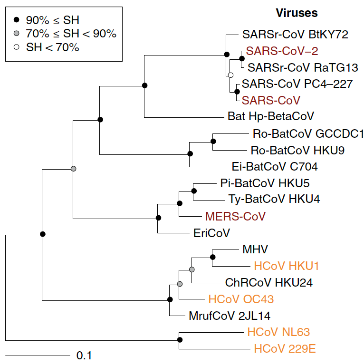 Viruses
90% ≤ SH
70% ≤ SH < 90%
SH < 70%
SARSr-CoV BtKY72
SARS-CoV-2
SARSr-CoV RaTG13
SARS-CoV PC4-227
SARS-CoV
Bat Hp-BetaCoV
Ro-BatCoV GCCDC1
Ro-BatCoV HKU9
Ei-BatCoV C704
Pi-BatCoV HKU5
Ty-BatCoV HKU4
MERS-CoV
EriCoV
MHV
HCoV HKU1
ChRCoV HKU24
HCoV OC43
MrufCoV 2JL14
HCoV NL63
HCoV 229E
0.1